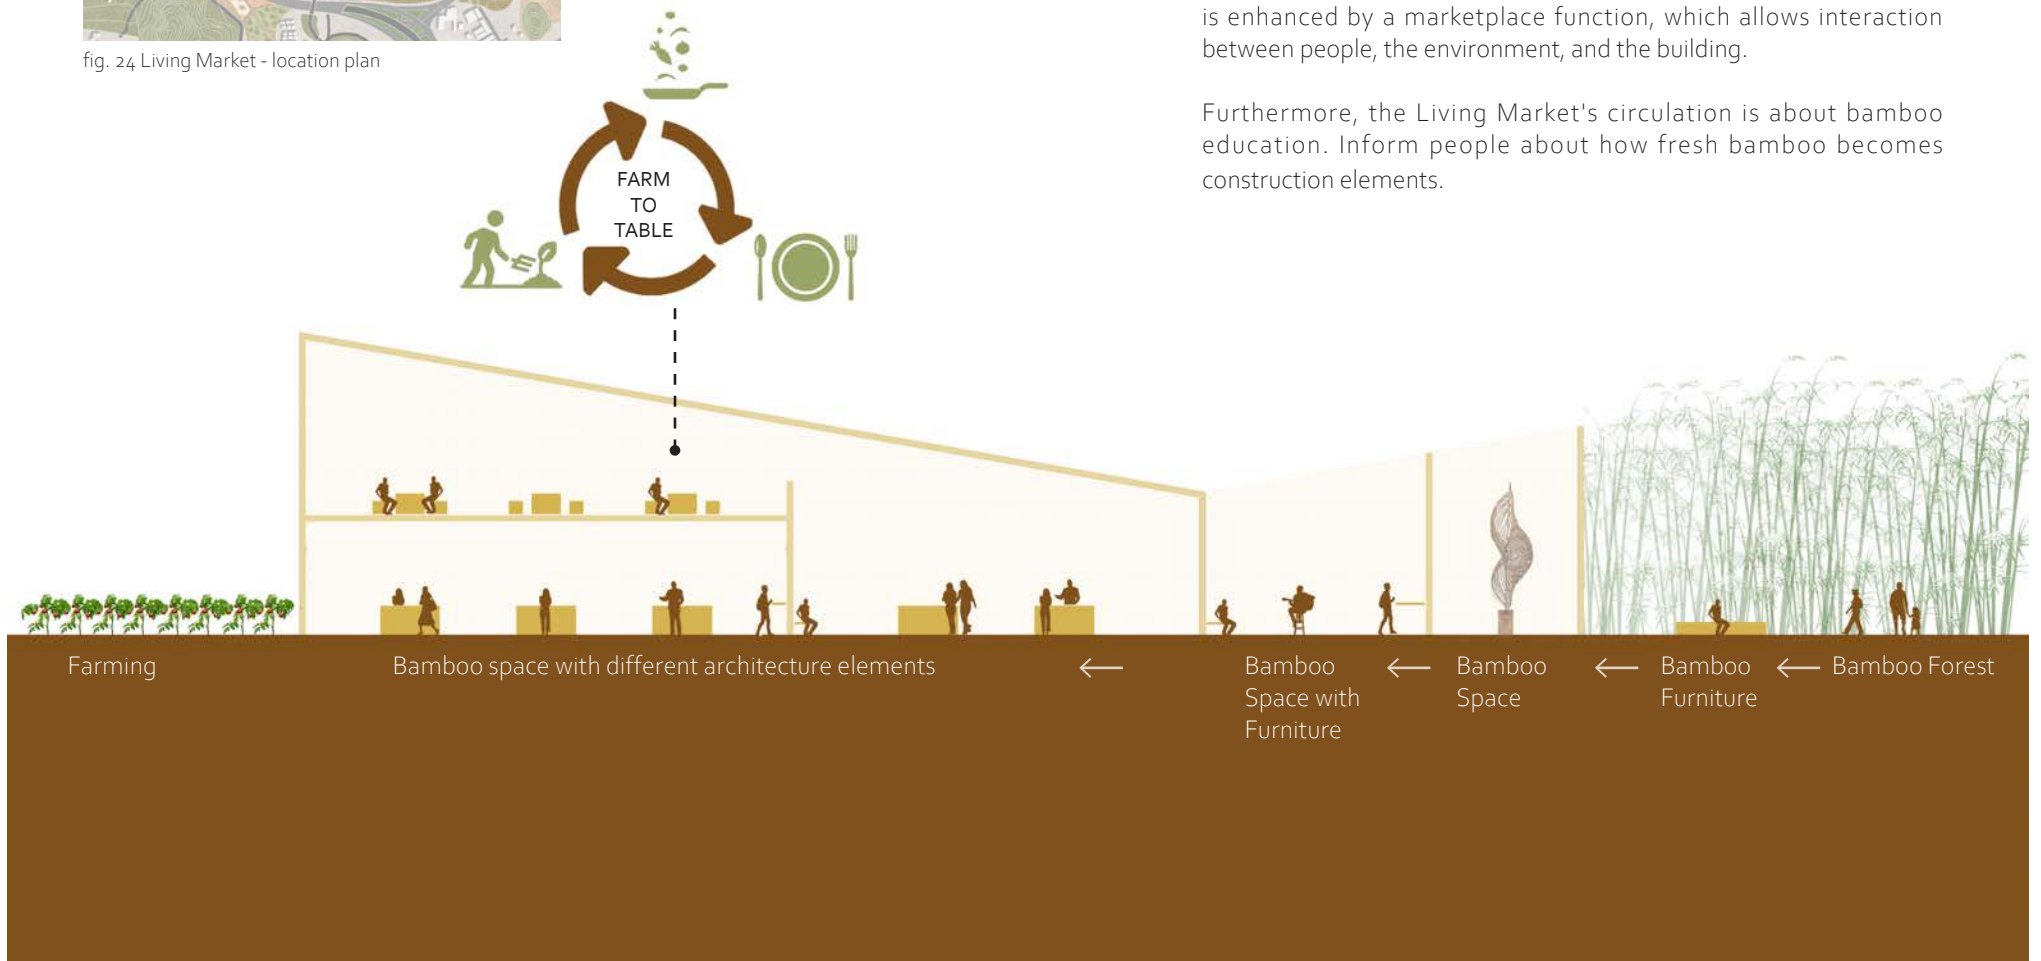 is enhanced by a marketplace function, which allows interaction
between people, the environment, and the building.
fig. 24 Living Market - location plan
Furthermore, the Living Market's circulation is about bamboo
education. Inform people about how fresh bamboo becomes
construction elements.
FARM
TO
TABLE
Farming
Bamboo space with different architecture elements
Bamboo
Space with
Furniture
Bamboo
Space
Bamboo
Furniture
Bamboo Forest